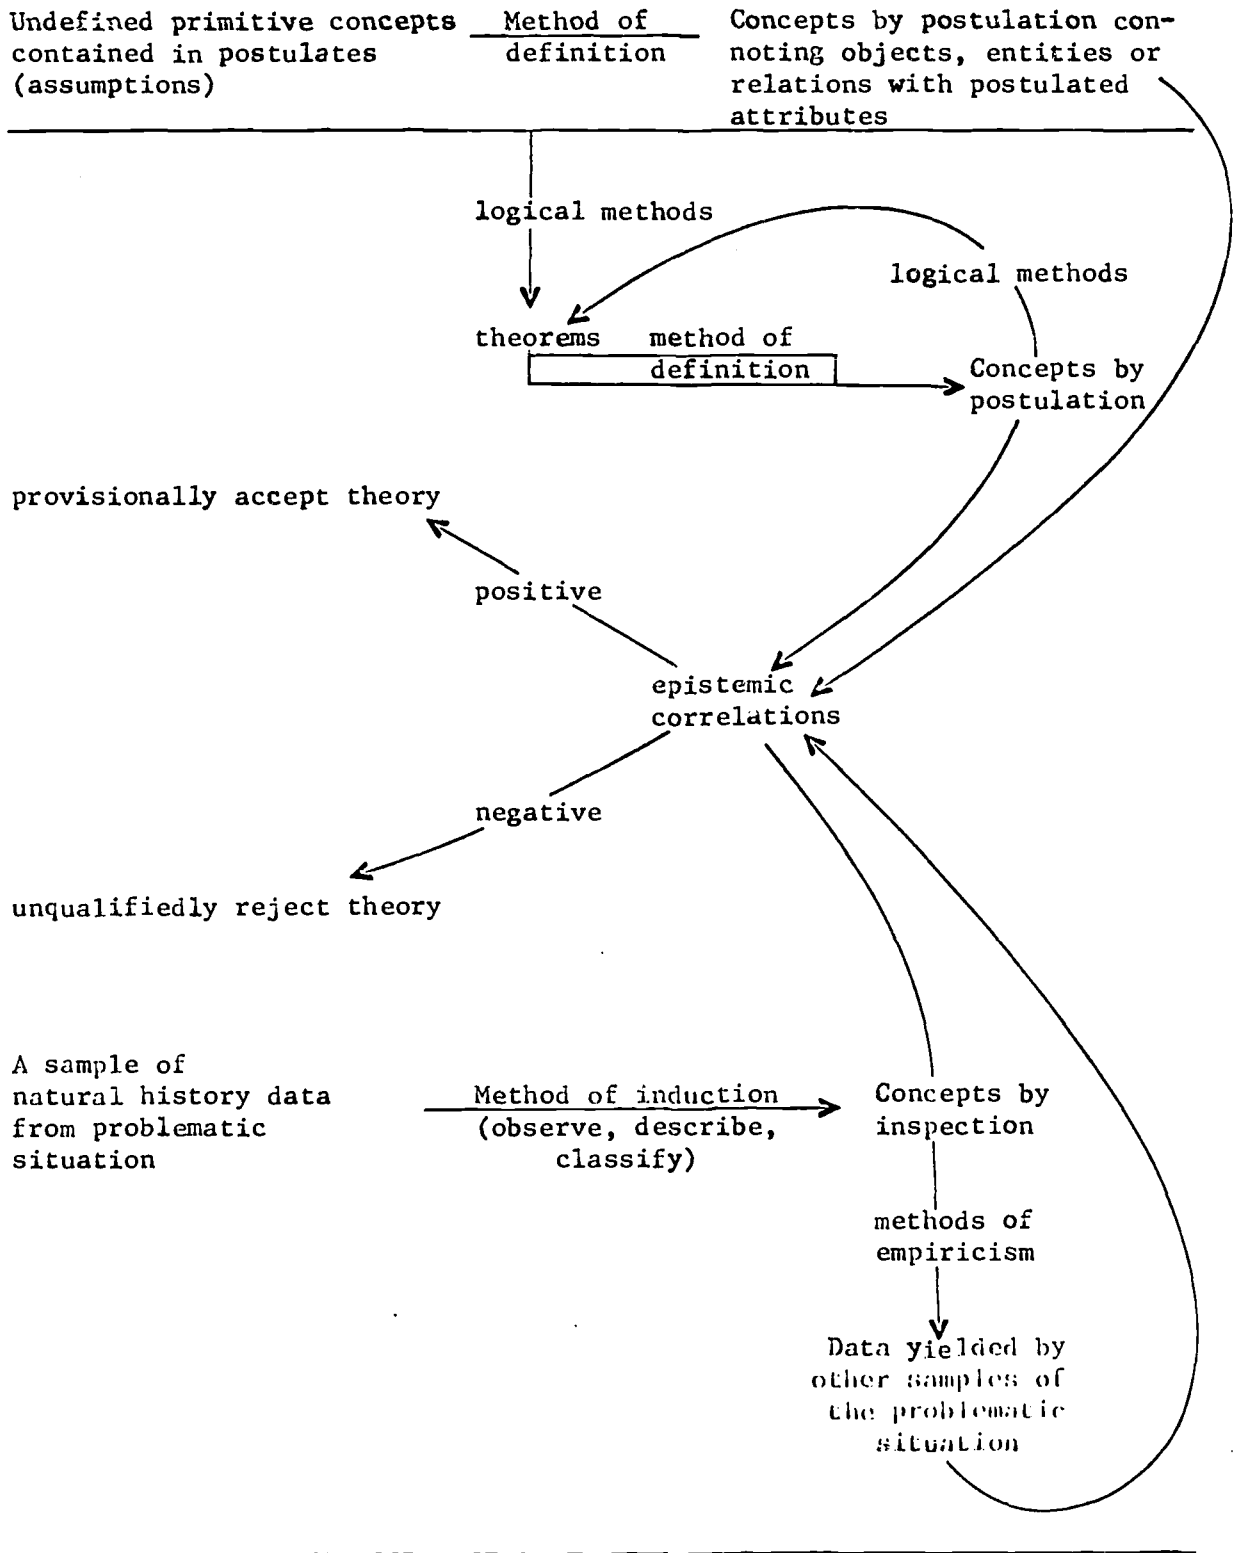 Undefined primitive concepts
contained in postulates
(assumptions)
Method of
definition
Concepts by postulation con-
noting objects, entities or
relations with postulated
attributes
logical methods
logical methods
theorems
method of
definition
Concepts by
postulation
provisionally accept theory
positive
epistemic
correlations
negative
unqualifiedly reject theory
A sample of
natural history data
from problematic
situation
Method of induction
(observe, describe,
classify)
Concepts by
inspection
methods of
empiricism
Data yielded by
other samples of
the problematic
situation